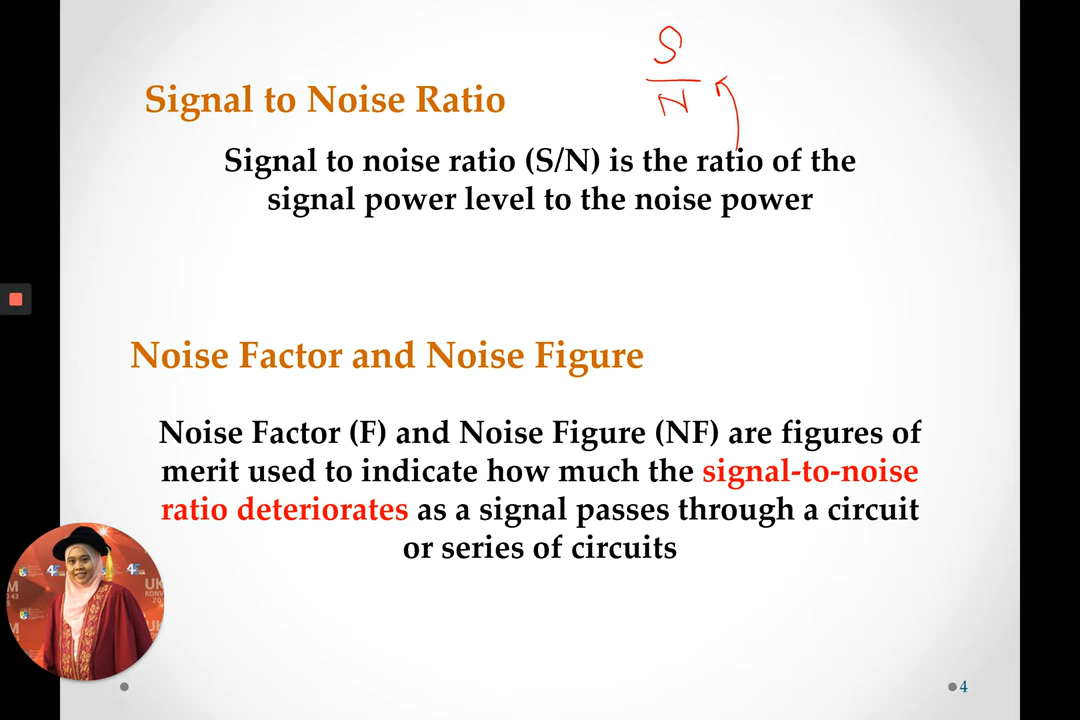 S
N
Signal to Noise Ratio
Signal to noise ratio (S/N) is the ratio of the
signal power level to the noise power
Noise Factor and Noise Figure
Noise Factor (F) and Noise Figure (NF) are figures of
merit used to indicate how much the signal-to-noise
ratio deteriorates as a signal passes through a circuit
or series of circuits
4